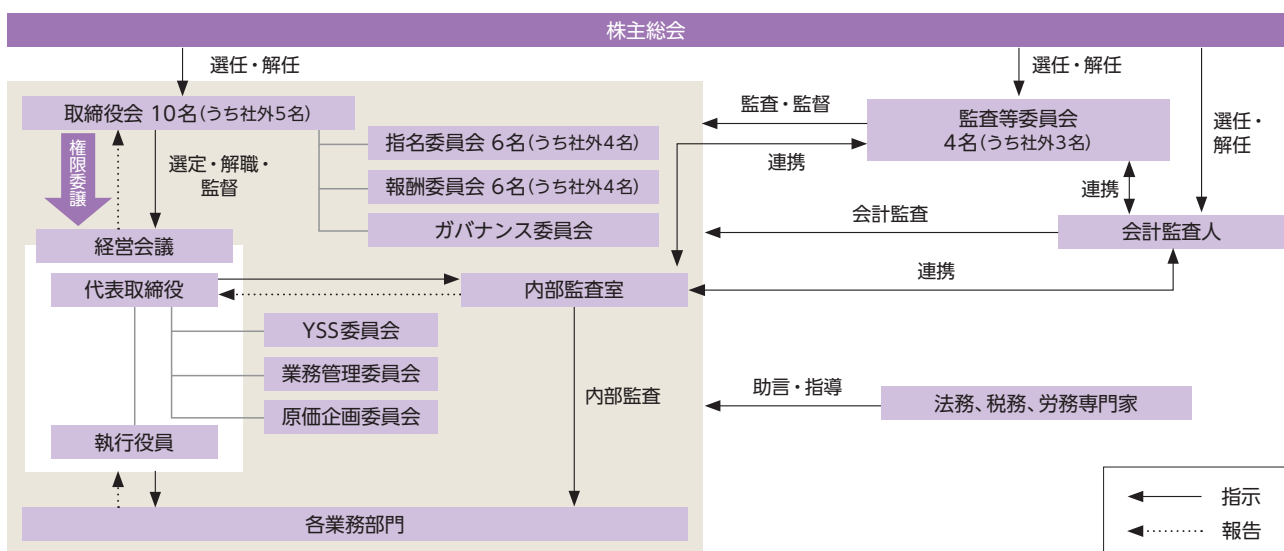 株主総会
選任・解任
選任・解任
選任・
解任
取締役会 10名(うち社外5名)
権限委譲
選定・解職・
監督
指名委員会 6名(うち社外4名)
報酬委員会 6名(うち社外4名)
ガバナンス委員会
監査・監督
連携
監査等委員会
4名(うち社外3名)
連携
会計監査
会計監査人
連携
経営会議
代表取締役
内部監査室
YSS委員会
業務管理委員会
原価企画委員会
内部監査
助言・指導
法務、税務、労務専門家
執行役員
各業務部門
指示
報告